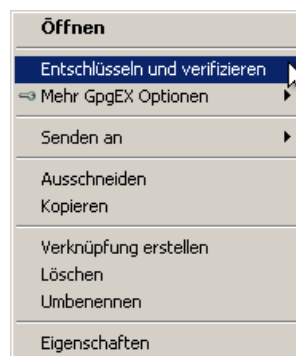 Öffnen
Entschlüsseln und verifizieren
Mehr GpgEX Optionen
Senden an
Ausschneiden
Kopieren
Verknüpfung erstellen
Löschen
Umbenennen
Eigenschaften